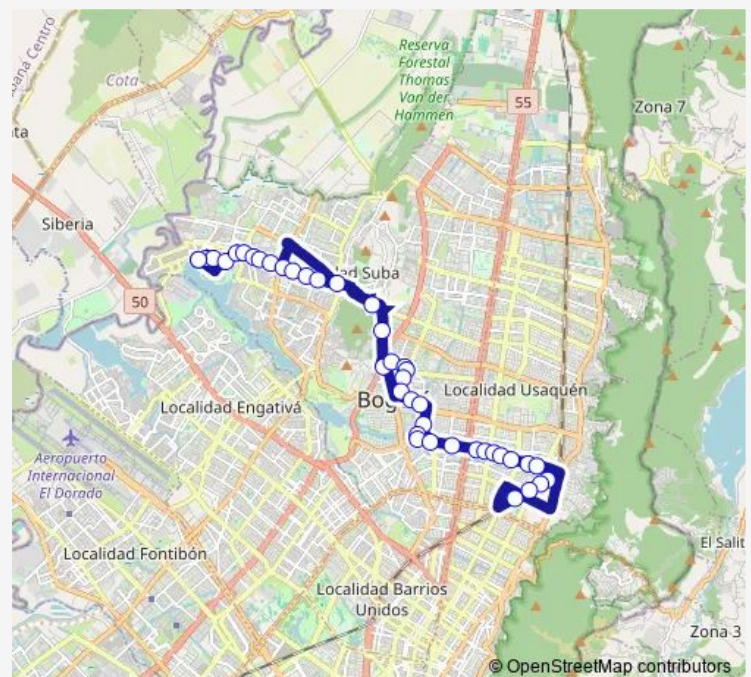 Reserva
Forestal
Thomas
Van der
Hammen
55
Zona 7
Cota
Siberia
Suba
50
Localidad Usaquén
Localidad Engativá
Aeropuerto
Internacional
El Dorado
Localidad Fontibón
Localidad Barrios
Unidos
El Salit
Zona 3
© OpenStreetMap contributors